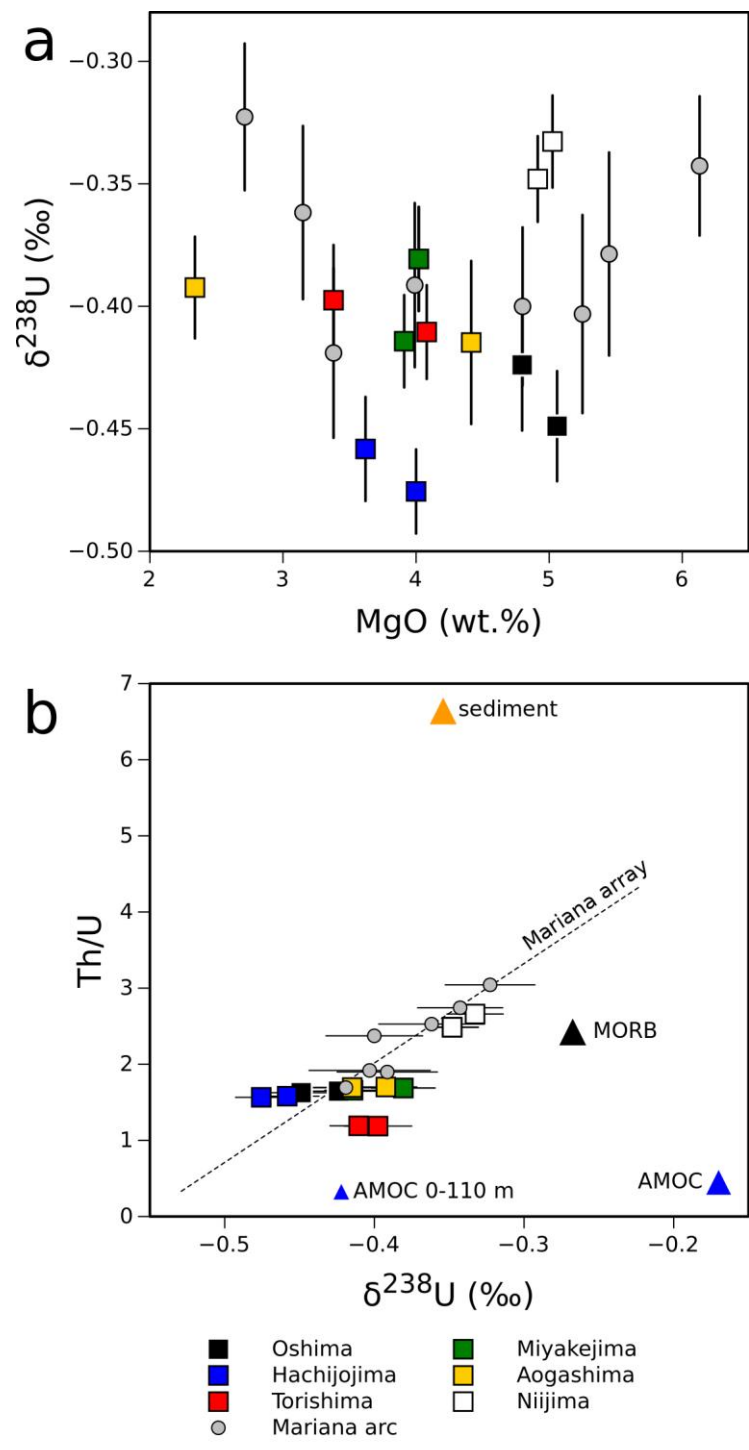 a
−0.30
−0.35
−0.40
−0.45
−0.50
δ238U (‰)
2 3 4 5 6
MgO (wt.%)
b
7
6
5
4
3
2
1
0
Th/U
sediment
Mariana array
MORB
AMOC
AMOC 0-110 m
−0.5 −0.4 −0.3 −0.2
δ238U (‰)
Oshima Miyakejima
Hachijojima Aogashima
Torishima Niijima
Mariana arc